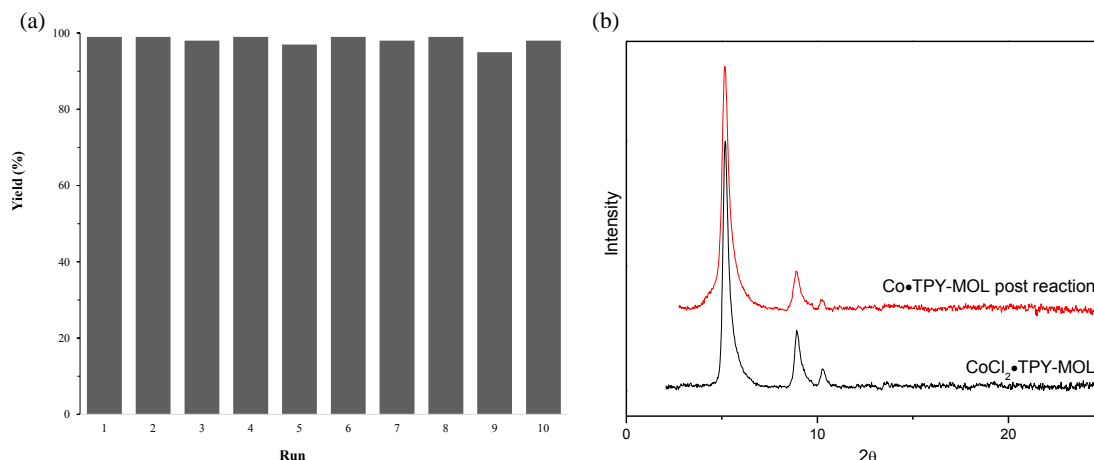 (a)
Yield (%)
100
80
60
40
20
0
1 2 3 4 5 6 7 8 9 10
Run
(b)
Intensity
Co●TPY-MOL post reaction
CoCl₂●TPY-MOL
0 10 20
2θ